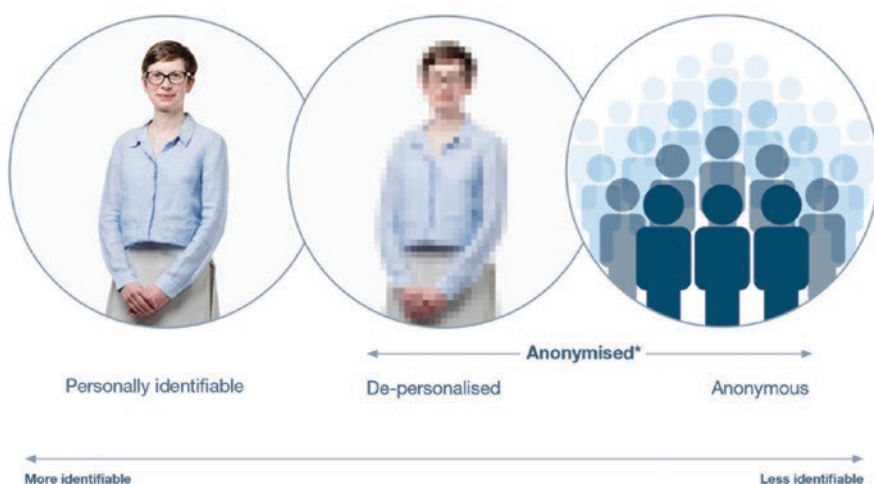 Anonymised*
Personally identifiable
De-personalised
Anonymous
More identifiable
Less identifiable